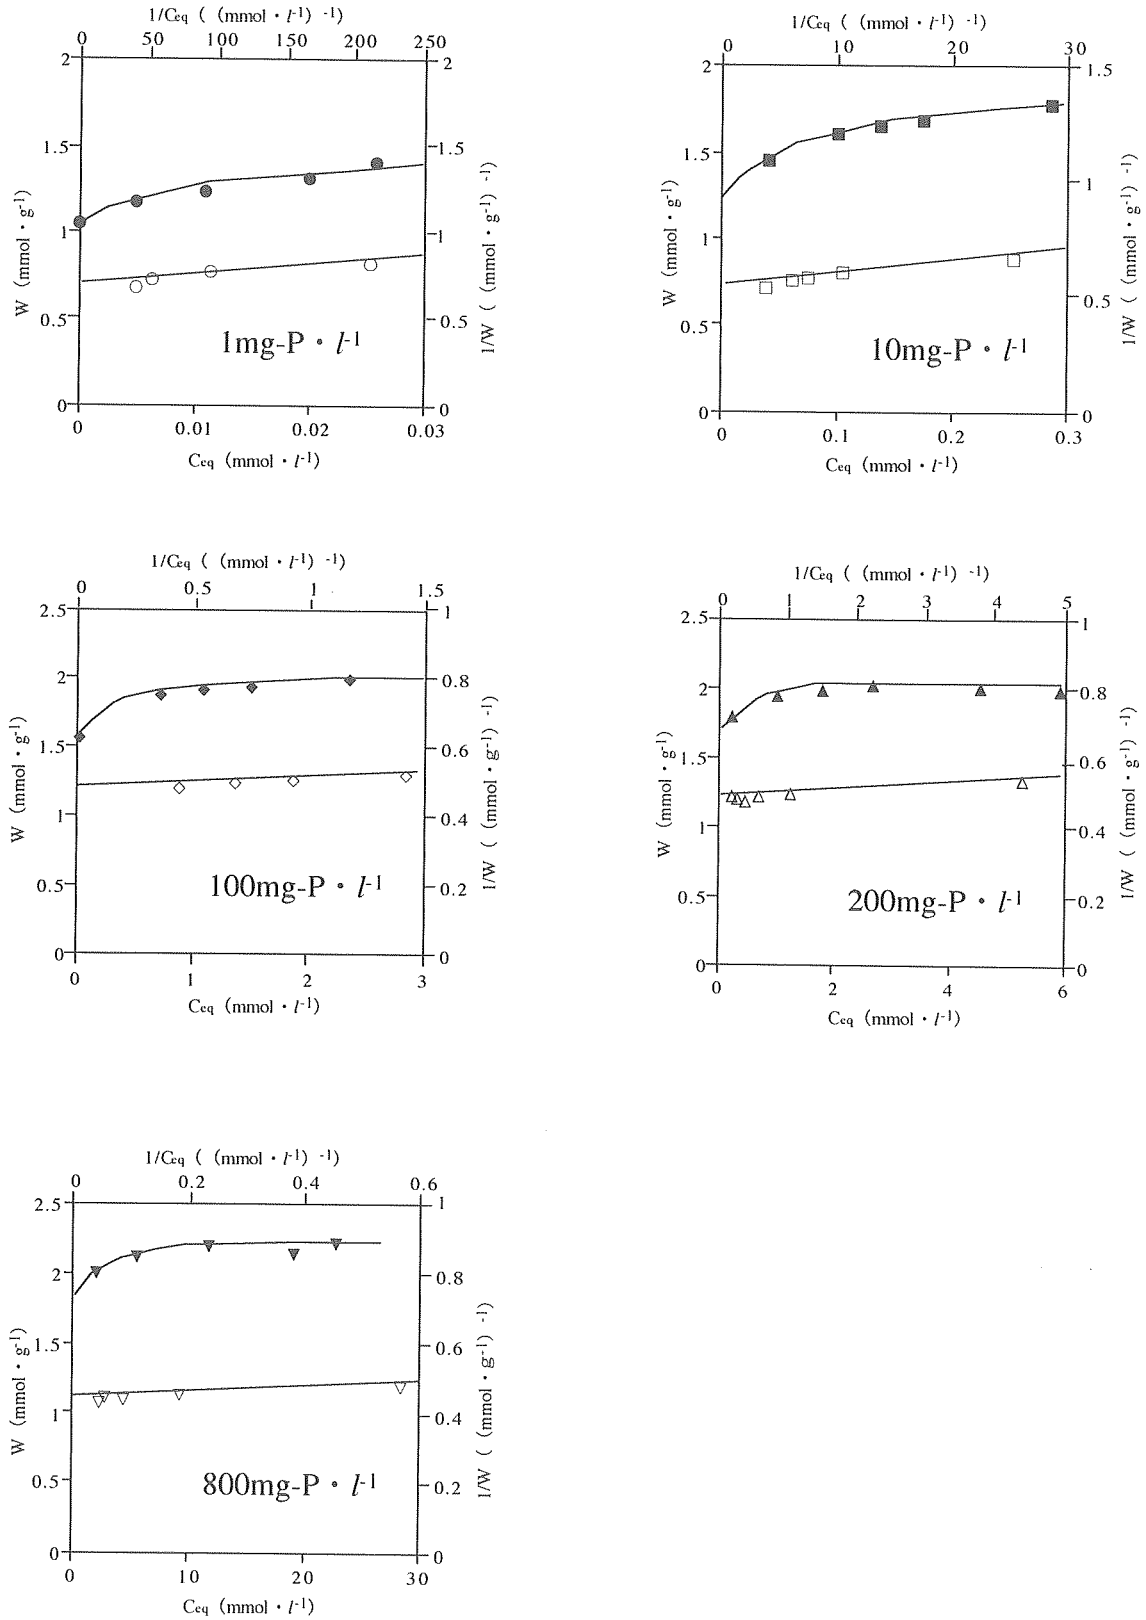 1/Ceq ( (mmol・l-1) -1)
0 50 100 150 200 250
2 2
1.5 1.5
1 1
0.5 0.5
0 0
W (mmol・g-1)
1/W ( (mmol・g-1) -1)
1mg-P・l-1
0 0.01 0.02 0.03
Ceq (mmol・l-1)
1/Ceq ( (mmol・l-1) -1)
0 10 20 30
2 1.5
1.5
1 1
0.5 0.5
0 0
W (mmol・g-1)
1/W ( (mmol・g-1) -1)
10mg-P・l-1
0 0.1 0.2 0.3
Ceq (mmol・l-1)
1/Ceq ( (mmol・l-1) -1)
0 0.5 1 1.5
2.5 1
2 0.8
1.5 0.6
1 0.4
0.5 0.2
0 0
W (mmol・g-1)
1/W ( (mmol・g-1) -1)
100mg-P・l-1
0 1 2 3
Ceq (mmol・l-1)
1/Ceq ( (mmol・l-1) -1)
0 1 2 3 4 5
2.5 1
2 0.8
1.5 0.6
1 0.4
0.5 0.2
0 0
W (mmol・g-1)
1/W ( (mmol・g-1) -1)
200mg-P・l-1
0 2 4 6
Ceq (mmol・l-1)
1/Ceq ( (mmol・l-1) -1)
0 0.2 0.4 0.6
2.5 1
2 0.8
1.5 0.6
1 0.4
0.5 0.2
0 0
W (mmol・g-1)
1/W ( (mmol・g-1) -1)
800mg-P・l-1
0 10 20 30
Ceq (mmol・l-1)